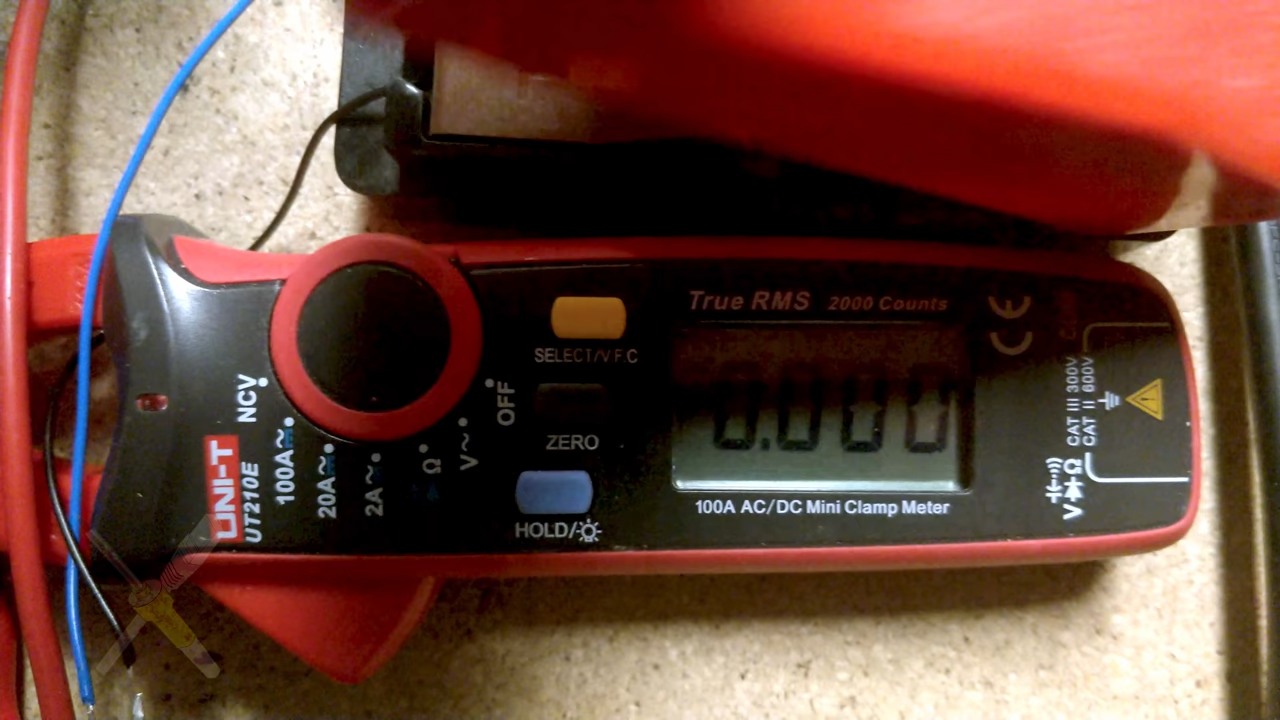 True RMS 2000 Counts
0.000
100A AC/DC Mini Clamp Meter
SELECT/V.F.C
ZERO
HOLD/
OFF
V~
Ω
2A~
20A~
100A~
NCV
UNI-T
UT210E
CE
CAT III 300V
CAT II 600V
VΩ